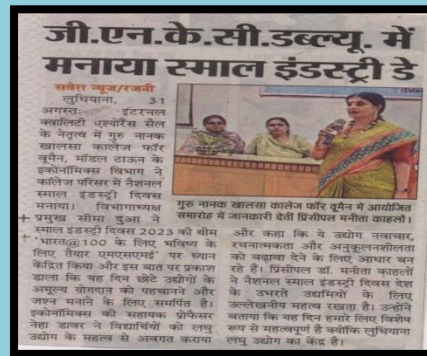 जी.एन.के.सी.डब्ल्यू. में
मनाया स्माल इंडस्ट्री डे
सवेरा न्यूज/रजनी
लुधियाना, 31
अगस्त: इंटरनल
क्वालिटी एश्योरैंस सैल
के नेतृत्व में गुरु नानक
खालसा कालेज फॉर
वूमैन, मॉडल टाऊन के
इकोनॉमिक्स विभाग ने
कॉलेज परिसर में नैशनल
स्माल इंडस्ट्री दिवस
मनाया। विभागाध्यक्ष
प्रमुख सीमा दुआ ने
स्माल इंडस्ट्री दिवस 2023 की थीम
'भारत@100 के लिए भविष्य के
लिए तैयार एमएसएमई' पर ध्यान
केंद्रित किया और इस बात पर प्रकाश
डाला कि यह दिन छोटे उद्योगों के
अमूल्य योगदान को पहचानने और
जश्न मनाने के लिए समर्पित है।
इकोनॉमिक्स की सहायक प्रोफैसर
नेहा डावर ने विद्यार्थियों को लघु
उद्योग के महत्व से अवगत कराया
गुरु नानक खालसा कालेज फॉर वूमैन में आयोजित
समारोह में जानकारी देतीं प्रिंसीपल मनीता काहलों।
और कहा कि ये उद्योग नवाचार,
रचनात्मकता और अनुकूलनशीलता
को बढ़ावा देने के लिए आधार बन
रहे हैं। प्रिंसीपल डॉ. मनीता काहलों
ने नैशनल स्माल इंडस्ट्री दिवस देश
के उभरते उद्यमियों के लिए
उल्लेखनीय महत्व रखता है। उन्होंने
बताया कि यह दिन हमारे लिए विशेष
रूप से महत्वपूर्ण है क्योंकि लुधियाना
लघु उद्योग का केंद्र है।